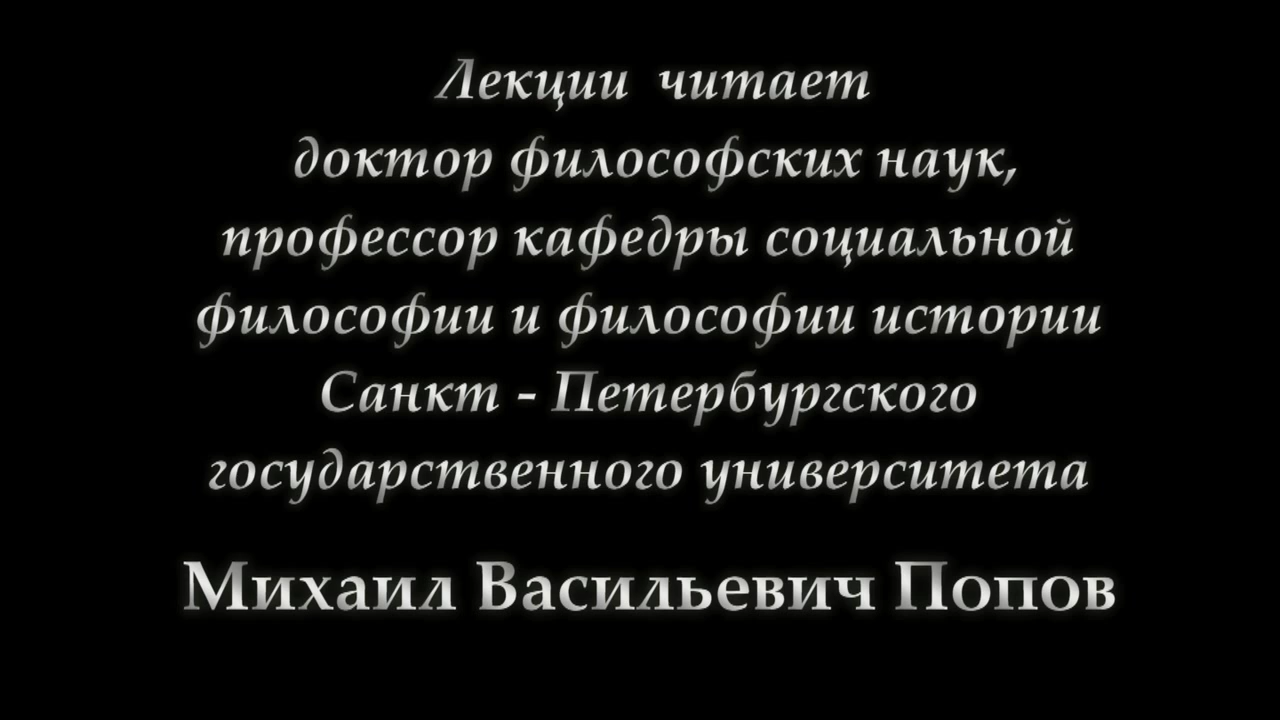 Лекции читает
доктор философских наук,
профессор кафедры социальной
философии и философии истории
Санкт - Петербургского
государственного университета
Михаил Васильевич Попов